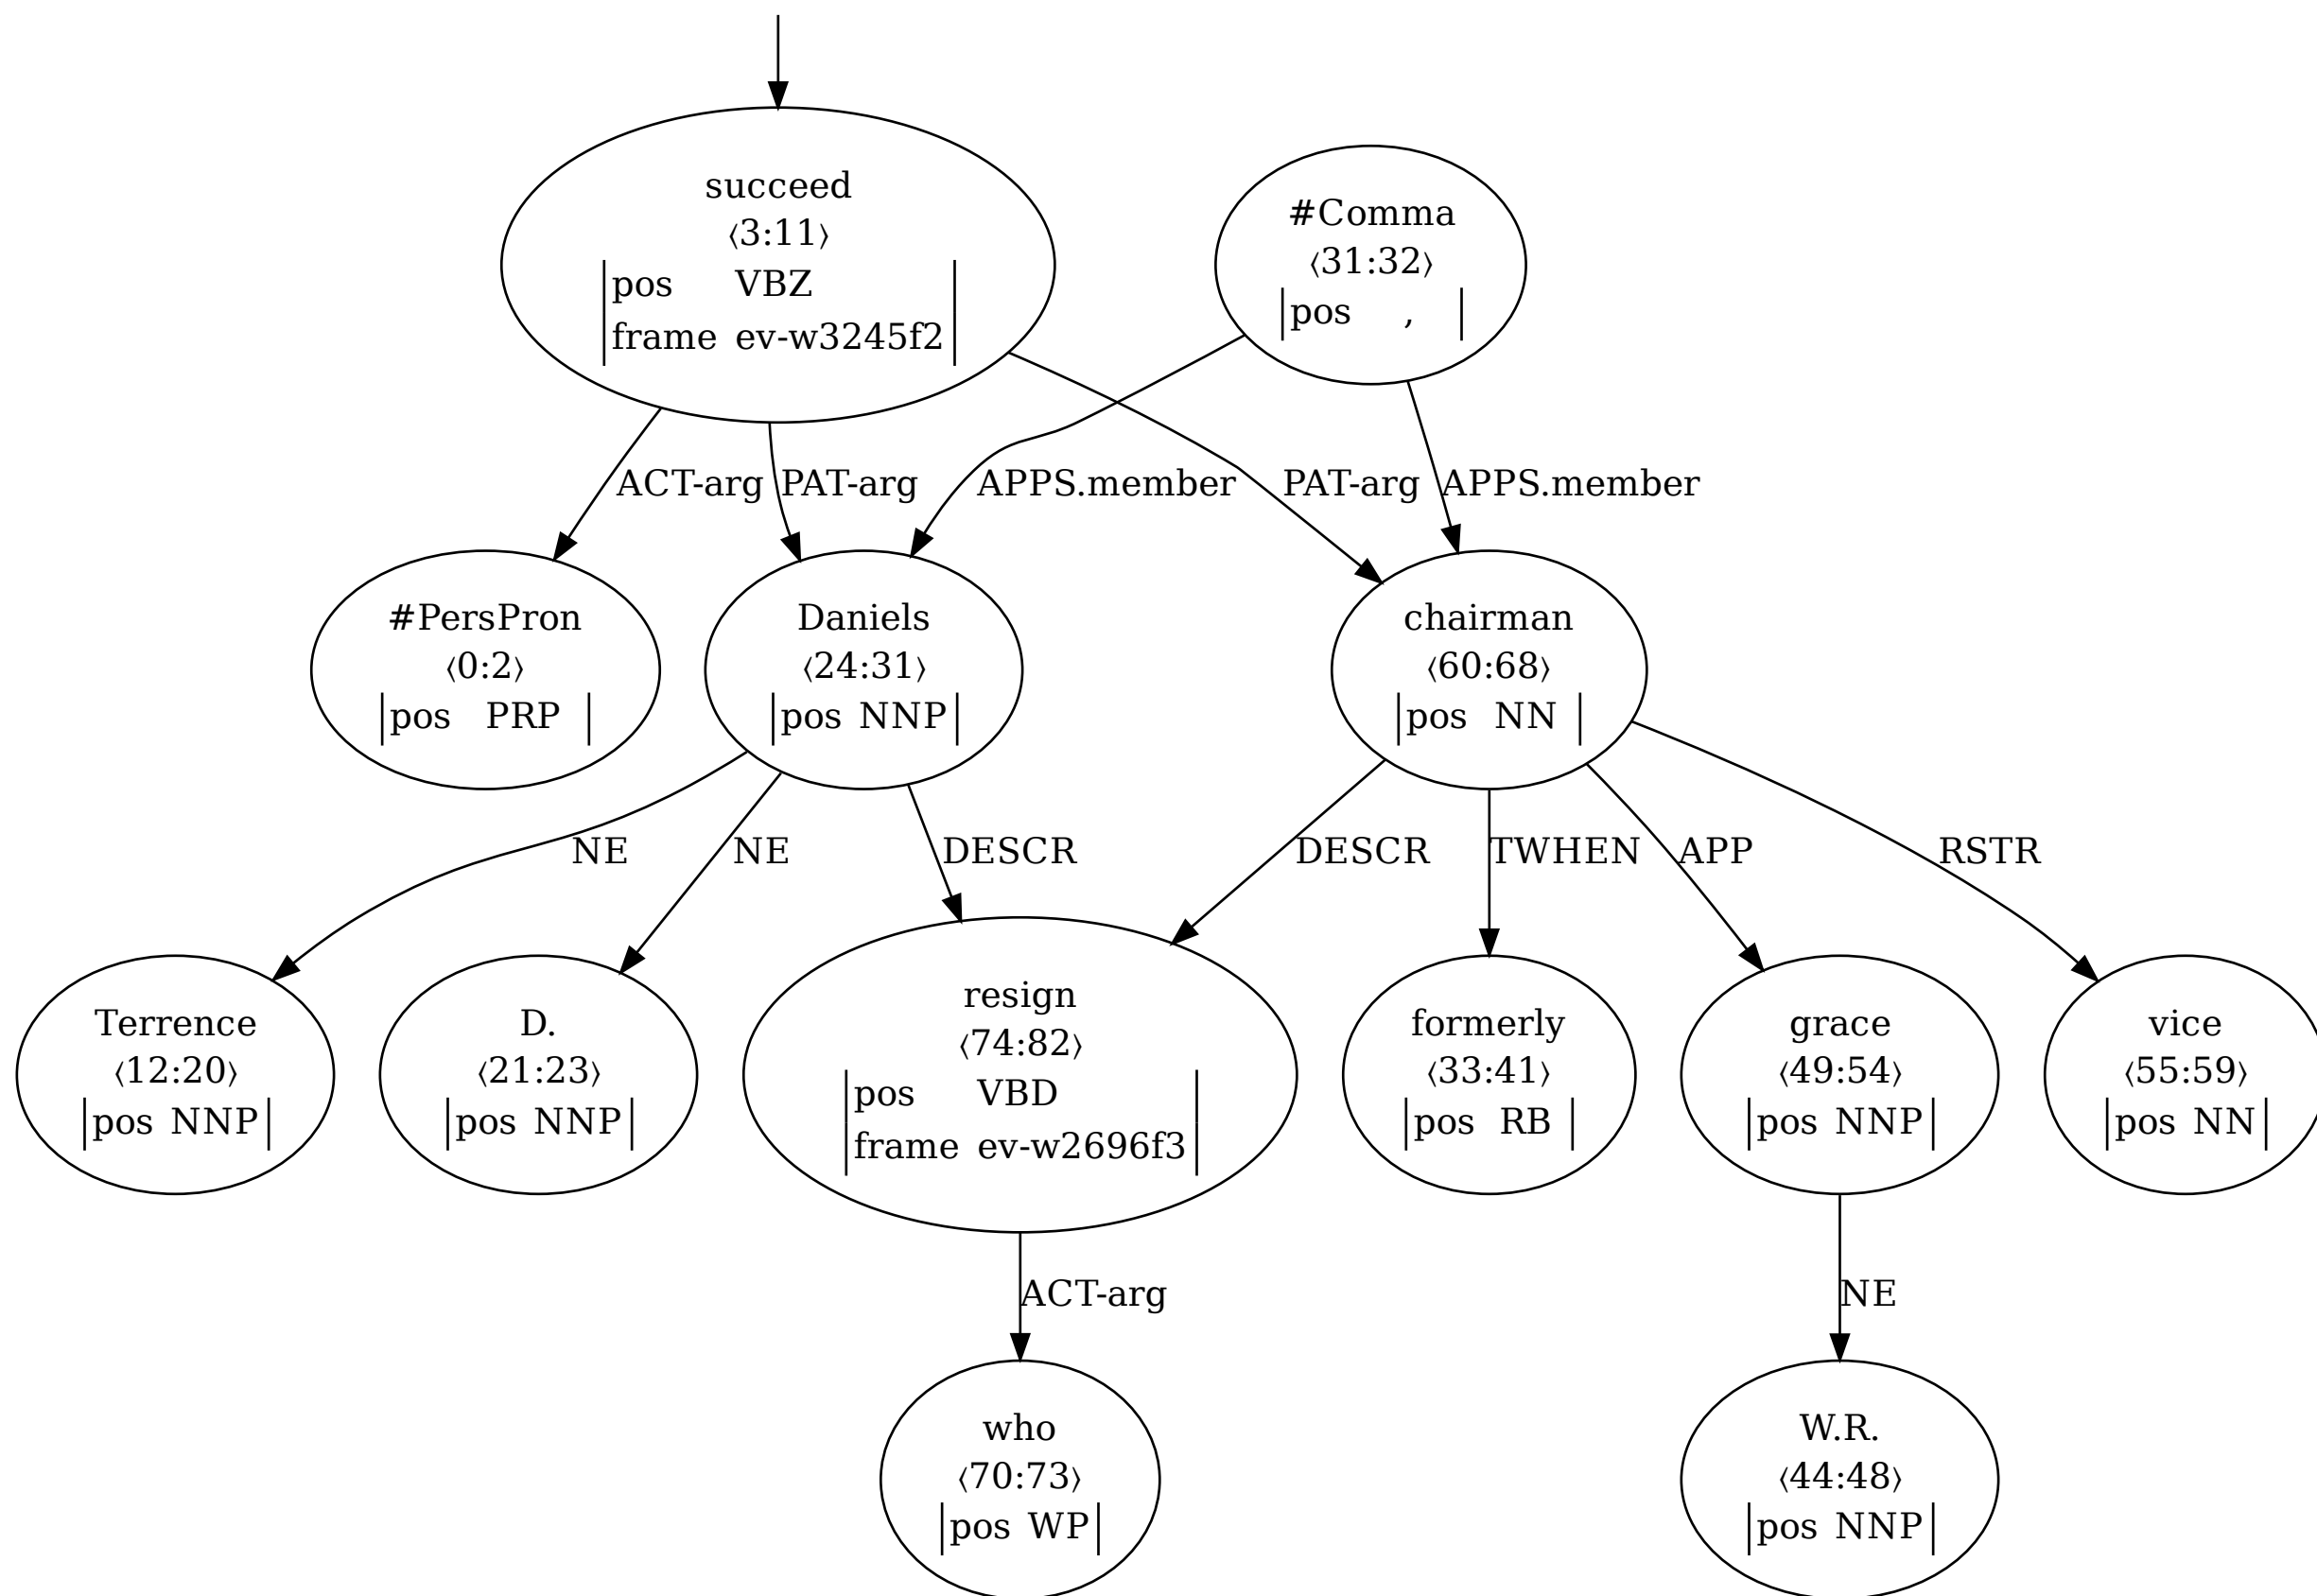 succeed
⟨3:11⟩
pos VBZ
frame ev-w3245f2
#Comma
⟨31:32⟩
pos ,
ACT-arg
PAT-arg
APPS.member
PAT-arg
APPS.member
#PersPron
⟨0:2⟩
pos PRP
Daniels
⟨24:31⟩
pos NNP
chairman
⟨60:68⟩
pos NN
NE
NE
DESCR
DESCR
TWHEN
APP
RSTR
Terrence
⟨12:20⟩
pos NNP
D.
⟨21:23⟩
pos NNP
resign
⟨74:82⟩
pos VBD
frame ev-w2696f3
formerly
⟨33:41⟩
pos RB
grace
⟨49:54⟩
pos NNP
vice
⟨55:59⟩
pos NN
ACT-arg
NE
who
⟨70:73⟩
pos WP
W.R.
⟨44:48⟩
pos NNP